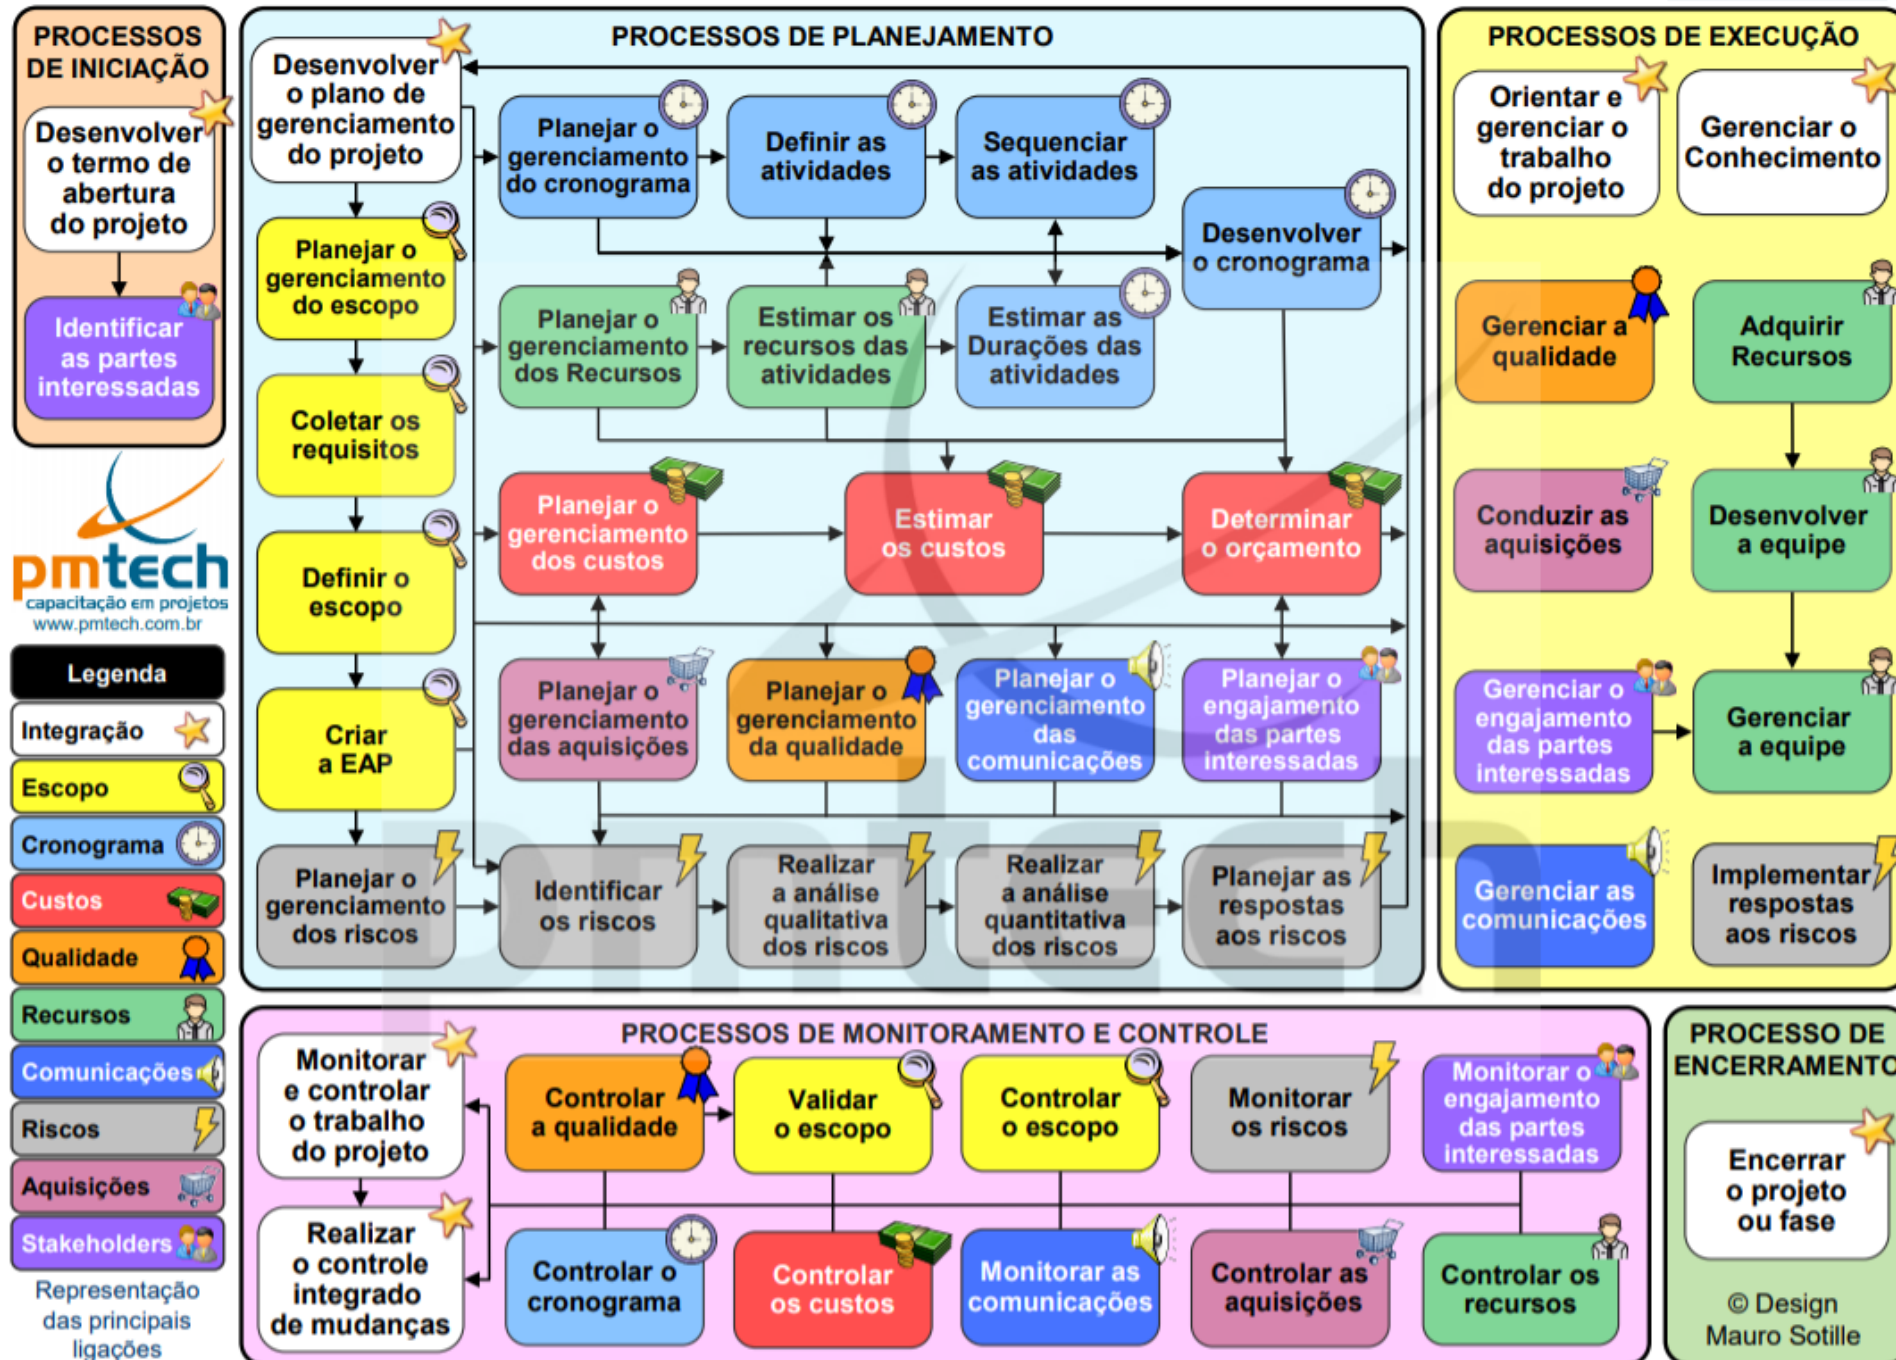 PROCESSOS
DE INICIAÇÃO
Desenvolver
o termo de
abertura
do projeto
Identificar
as partes
interessadas
pmtech
capacitação em projetos
www.pmtech.com.br
Legenda
Integração
Escopo
Cronograma
Custos
Qualidade
Recursos
Comunicações
Riscos
Aquisições
Stakeholders
Representação
das principais
ligações
PROCESSOS DE PLANEJAMENTO
Desenvolver
o plano de
gerenciamento
do projeto
Planejar o
gerenciamento
do escopo
Coletar os
requisitos
Definir o
escopo
Criar
a EAP
Planejar o
gerenciamento
dos riscos
Planejar o
gerenciamento
do cronograma
Definir as
atividades
Sequenciar
as atividades
Desenvolver
o cronograma
Planejar o
gerenciamento
dos Recursos
Estimar os
recursos das
atividades
Estimar as
Durações das
atividades
Planejar o
gerenciamento
dos custos
Estimar
os custos
Determinar
o orçamento
Planejar o
gerenciamento
das aquisições
Planejar o
gerenciamento
da qualidade
Planejar o
gerenciamento
das
comunicações
Planejar o
engajamento
das partes
interessadas
Identificar
os riscos
Realizar
a análise
qualitativa
dos riscos
Realizar
a análise
quantitativa
dos riscos
Planejar as
respostas
aos riscos
pmtech
PROCESSOS DE EXECUÇÃO
Orientar e
gerenciar o
trabalho
do projeto
Gerenciar o
Conhecimento
Gerenciar a
qualidade
Adquirir
Recursos
Conduzir as
aquisições
Desenvolver
a equipe
Gerenciar o
engajamento
das partes
interessadas
Gerenciar
a equipe
Gerenciar as
comunicações
Implementar
respostas
aos riscos
PROCESSOS DE MONITORAMENTO E CONTROLE
Monitorar
e controlar
o trabalho
do projeto
Realizar
o controle
integrado
de mudanças
Controlar
a qualidade
Validar
o escopo
Controlar
o escopo
Monitorar
os riscos
Monitorar o
engajamento
das partes
interessadas
Controlar o
cronograma
Controlar
os custos
Monitorar as
comunicações
Controlar as
aquisições
Controlar os
recursos
PROCESSO DE
ENCERRAMENTO
Encerrar
o projeto
ou fase
© Design
Mauro Sotille